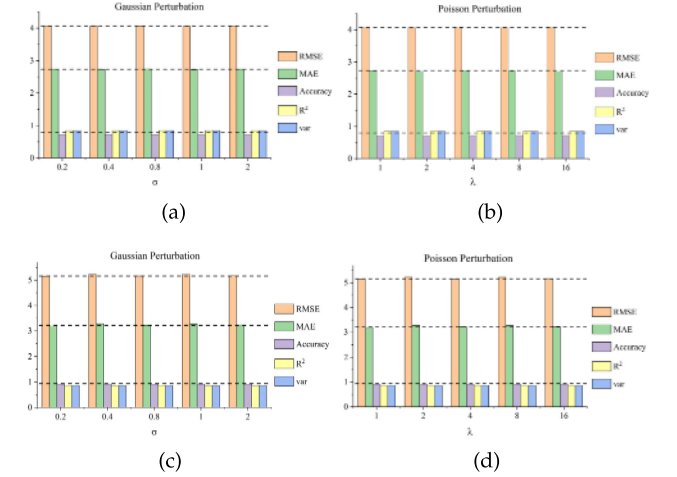 Gaussian Perturbation
4
3
2
1
0
0.2 0.4 0.8 1 2
σ
RMSE
MAE
Accuracy
R²
var
(a)
Poisson Perturbation
4
3
2
1
0
1 2 4 8 16
λ
RMSE
MAE
Accuracy
R²
var
(b)
Gaussian Perturbation
5
4
3
2
1
0
0.2 0.4 0.8 1 2
σ
RMSE
MAE
Accuracy
R²
var
(c)
Poisson Perturbation
5
4
3
2
1
0
1 2 4 8 16
λ
RMSE
MAE
Accuracy
R²
var
(d)